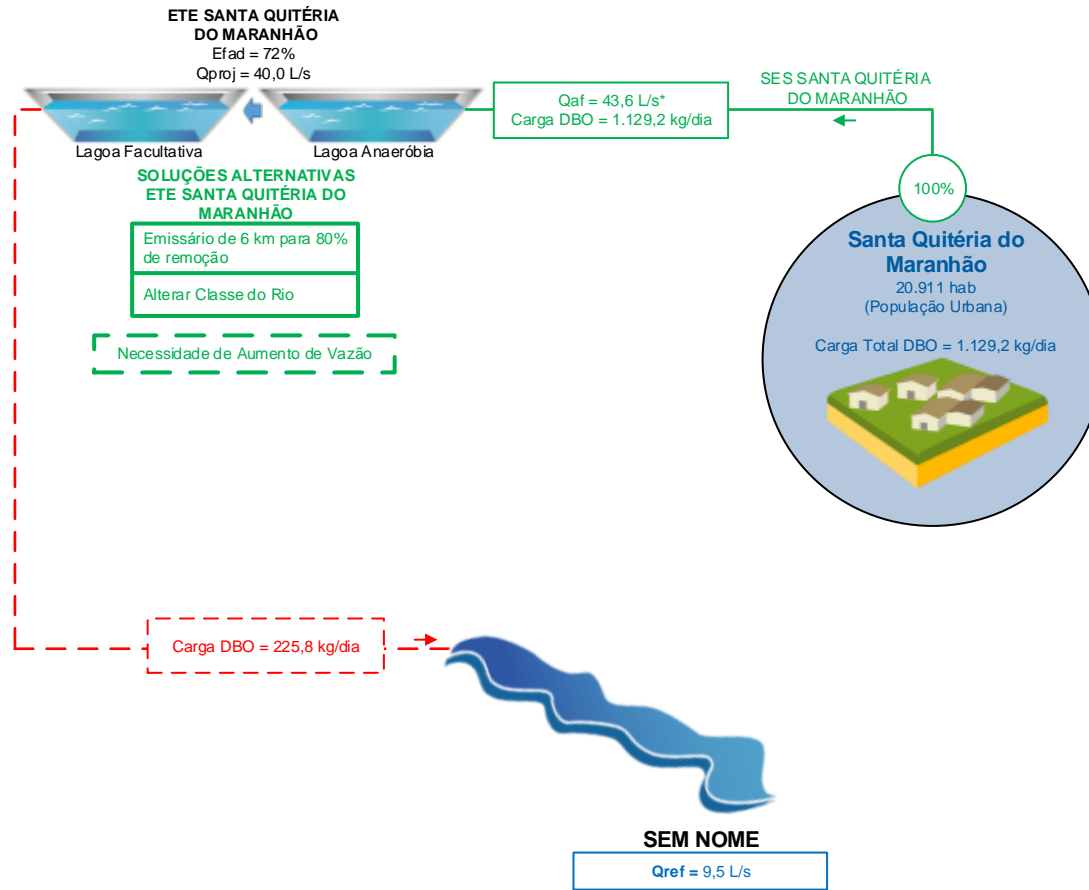 ETE SANTA QUITÉRIA
DO MARANHÃO
Efad = 72%
Qproj = 40,0 L/s
Lagoa Facultativa
Lagoa Anaeróbia
Qaf = 43,6 L/s*
Carga DBO = 1.129,2 kg/dia
SES SANTA QUITÉRIA
DO MARANHÃO
SOLUÇÕES ALTERNATIVAS
ETE SANTA QUITÉRIA DO
MARANHÃO
Emissário de 6 km para 80%
de remoção
Alterar Classe do Rio
Necessidade de Aumento de Vazão
100%
Santa Quitéria do
Maranhão
20.911 hab
(População Urbana)
Carga Total DBO = 1.129,2 kg/dia
Carga DBO = 225,8 kg/dia
SEM NOME
Qref = 9,5 L/s